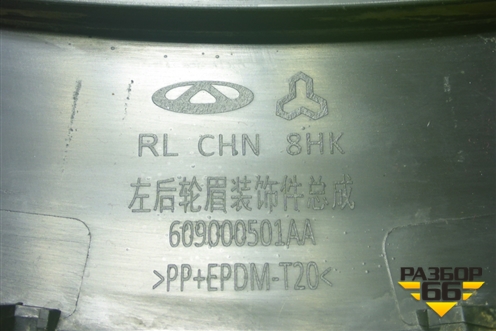 RL CHN 8HK
左后轮眉装饰件总成
609000501AA
>PP+EPDM-T20<
РАЗБОР
66